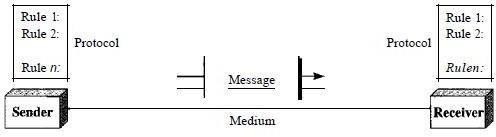 Rule 1:
Rule 2:
Protocol
Rule n:
Rule 1:
Rule 2:
Protocol
Rulen:
Message
Sender
Receiver
Medium